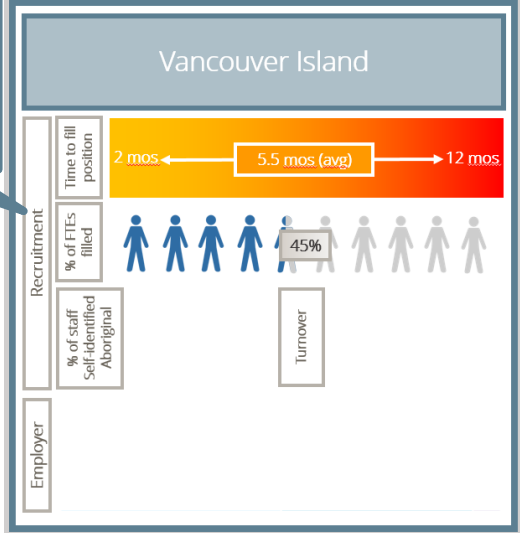 Vancouver Island
Recruitment
Time to fill
position
2 mos
5.5 mos (avg)
12 mos
% of FTEs
filled
45%
% of staff
Self-identified
Aboriginal
Turnover
Employer